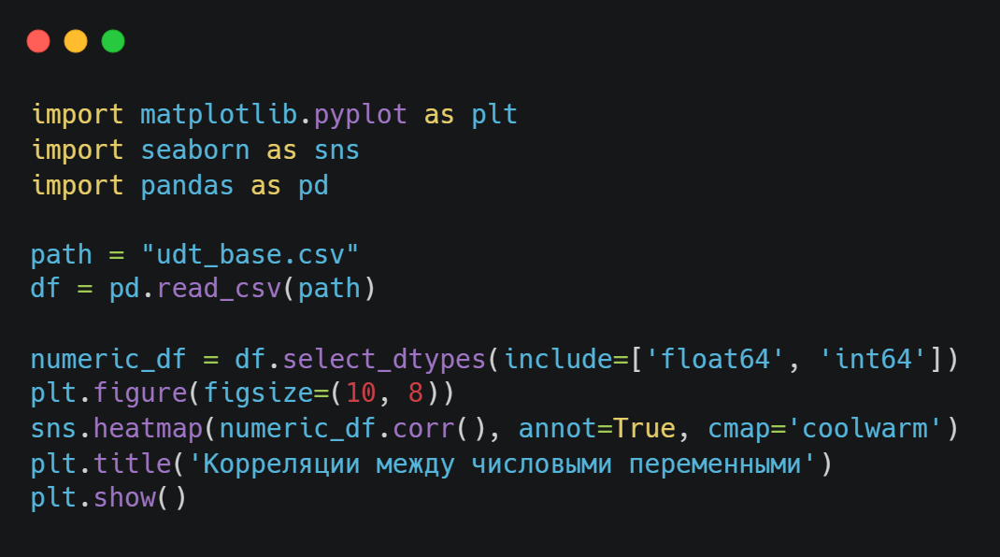 import matplotlib.pyplot as plt
import seaborn as sns
import pandas as pd
path = "udt_base.csv"
df = pd.read_csv(path)
numeric_df = df.select_dtypes(include=['float64', 'int64'])
plt.figure(figsize=(10, 8))
sns.heatmap(numeric_df.corr(), annot=True, cmap='coolwarm')
plt.title('Корреляции между числовыми переменными')
plt.show()